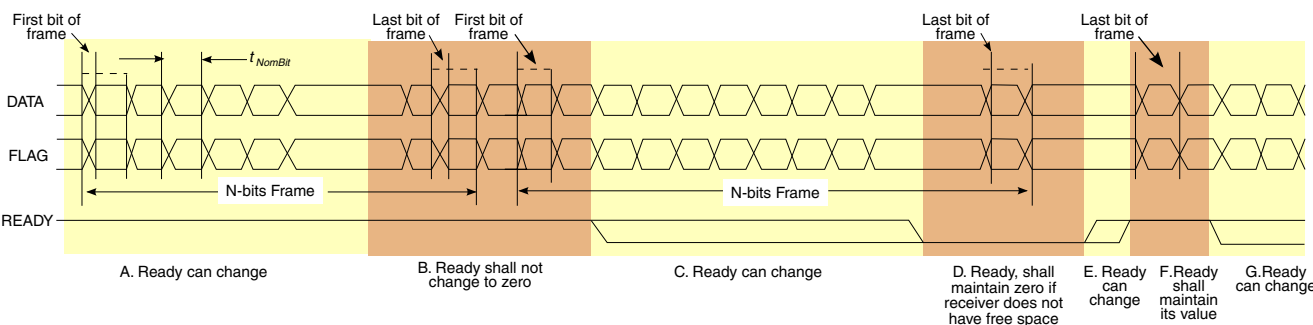 First bit of
frame
Last bit of
frame
First bit of
frame
Last bit of
frame
Last bit of
frame
t NomBit
DATA
FLAG
N-bits Frame
N-bits Frame
READY
A. Ready can change
B. Ready shall not
change to zero
C. Ready can change
D. Ready, shall
maintain zero if
receiver does not
have free space
E. Ready
can
change
F.Ready
shall
maintain
its value
G.Ready
can change